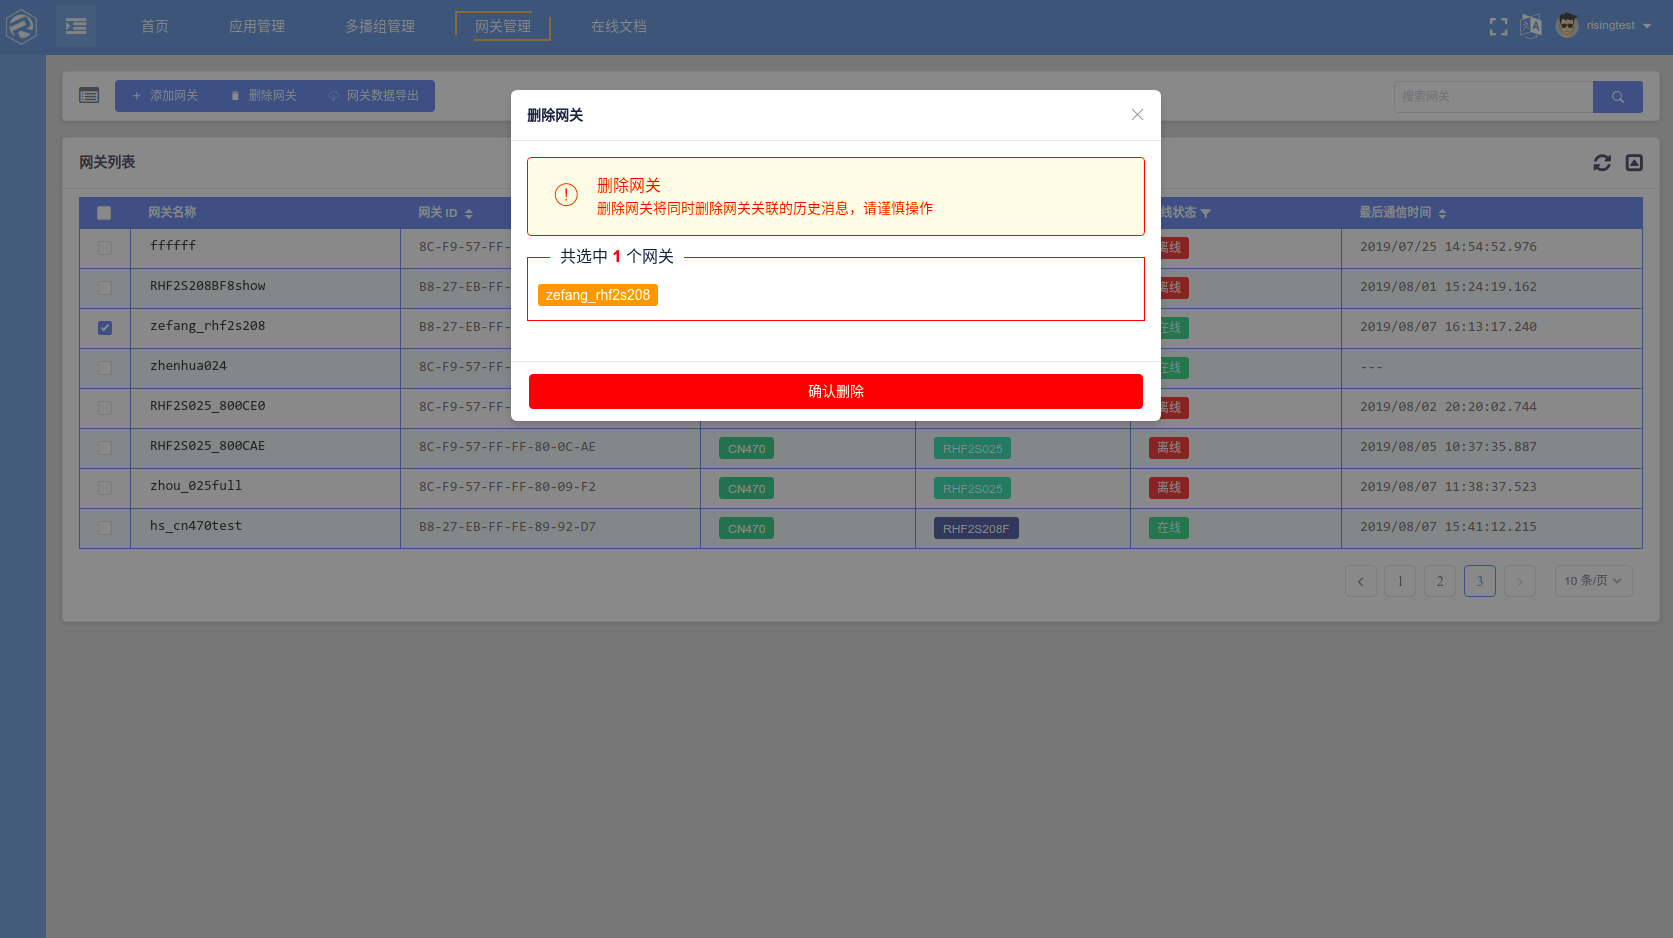 首页 应用管理 多播组管理 网关管理 在线文档 risingtest
添加网关 删除网关 网关数据导出 搜索网关
删除网关
删除网关
删除网关将同时删除网关关联的历史消息，请谨慎操作
共选中 1 个网关
zefang_rhf2s208
确认删除
网关列表
网关名称 网关 ID 线状态 最后通信时间
ffffff 8C-F9-57-FF- 离线 2019/07/25 14:54:52.976
RHF2S208BF8show B8-27-EB-FF- 离线 2019/08/01 15:24:19.162
zefang_rhf2s208 B8-27-EB-FF- 在线 2019/08/07 16:13:17.240
zhenhua024 8C-F9-57-FF- 在线 ---
RHF2S025_800CE0 8C-F9-57-FF- 离线 2019/08/02 20:20:02.744
RHF2S025_800CAE 8C-F9-57-FF-FF-80-0C-AE CN470 RHF2S025 离线 2019/08/05 10:37:35.887
zhou_025full 8C-F9-57-FF-FF-80-09-F2 CN470 RHF2S025 离线 2019/08/07 11:38:37.523
hs_cn470test B8-27-EB-FF-FE-89-92-D7 CN470 RHF2S208F 在线 2019/08/07 15:41:12.215
1 2 3 10 条/页